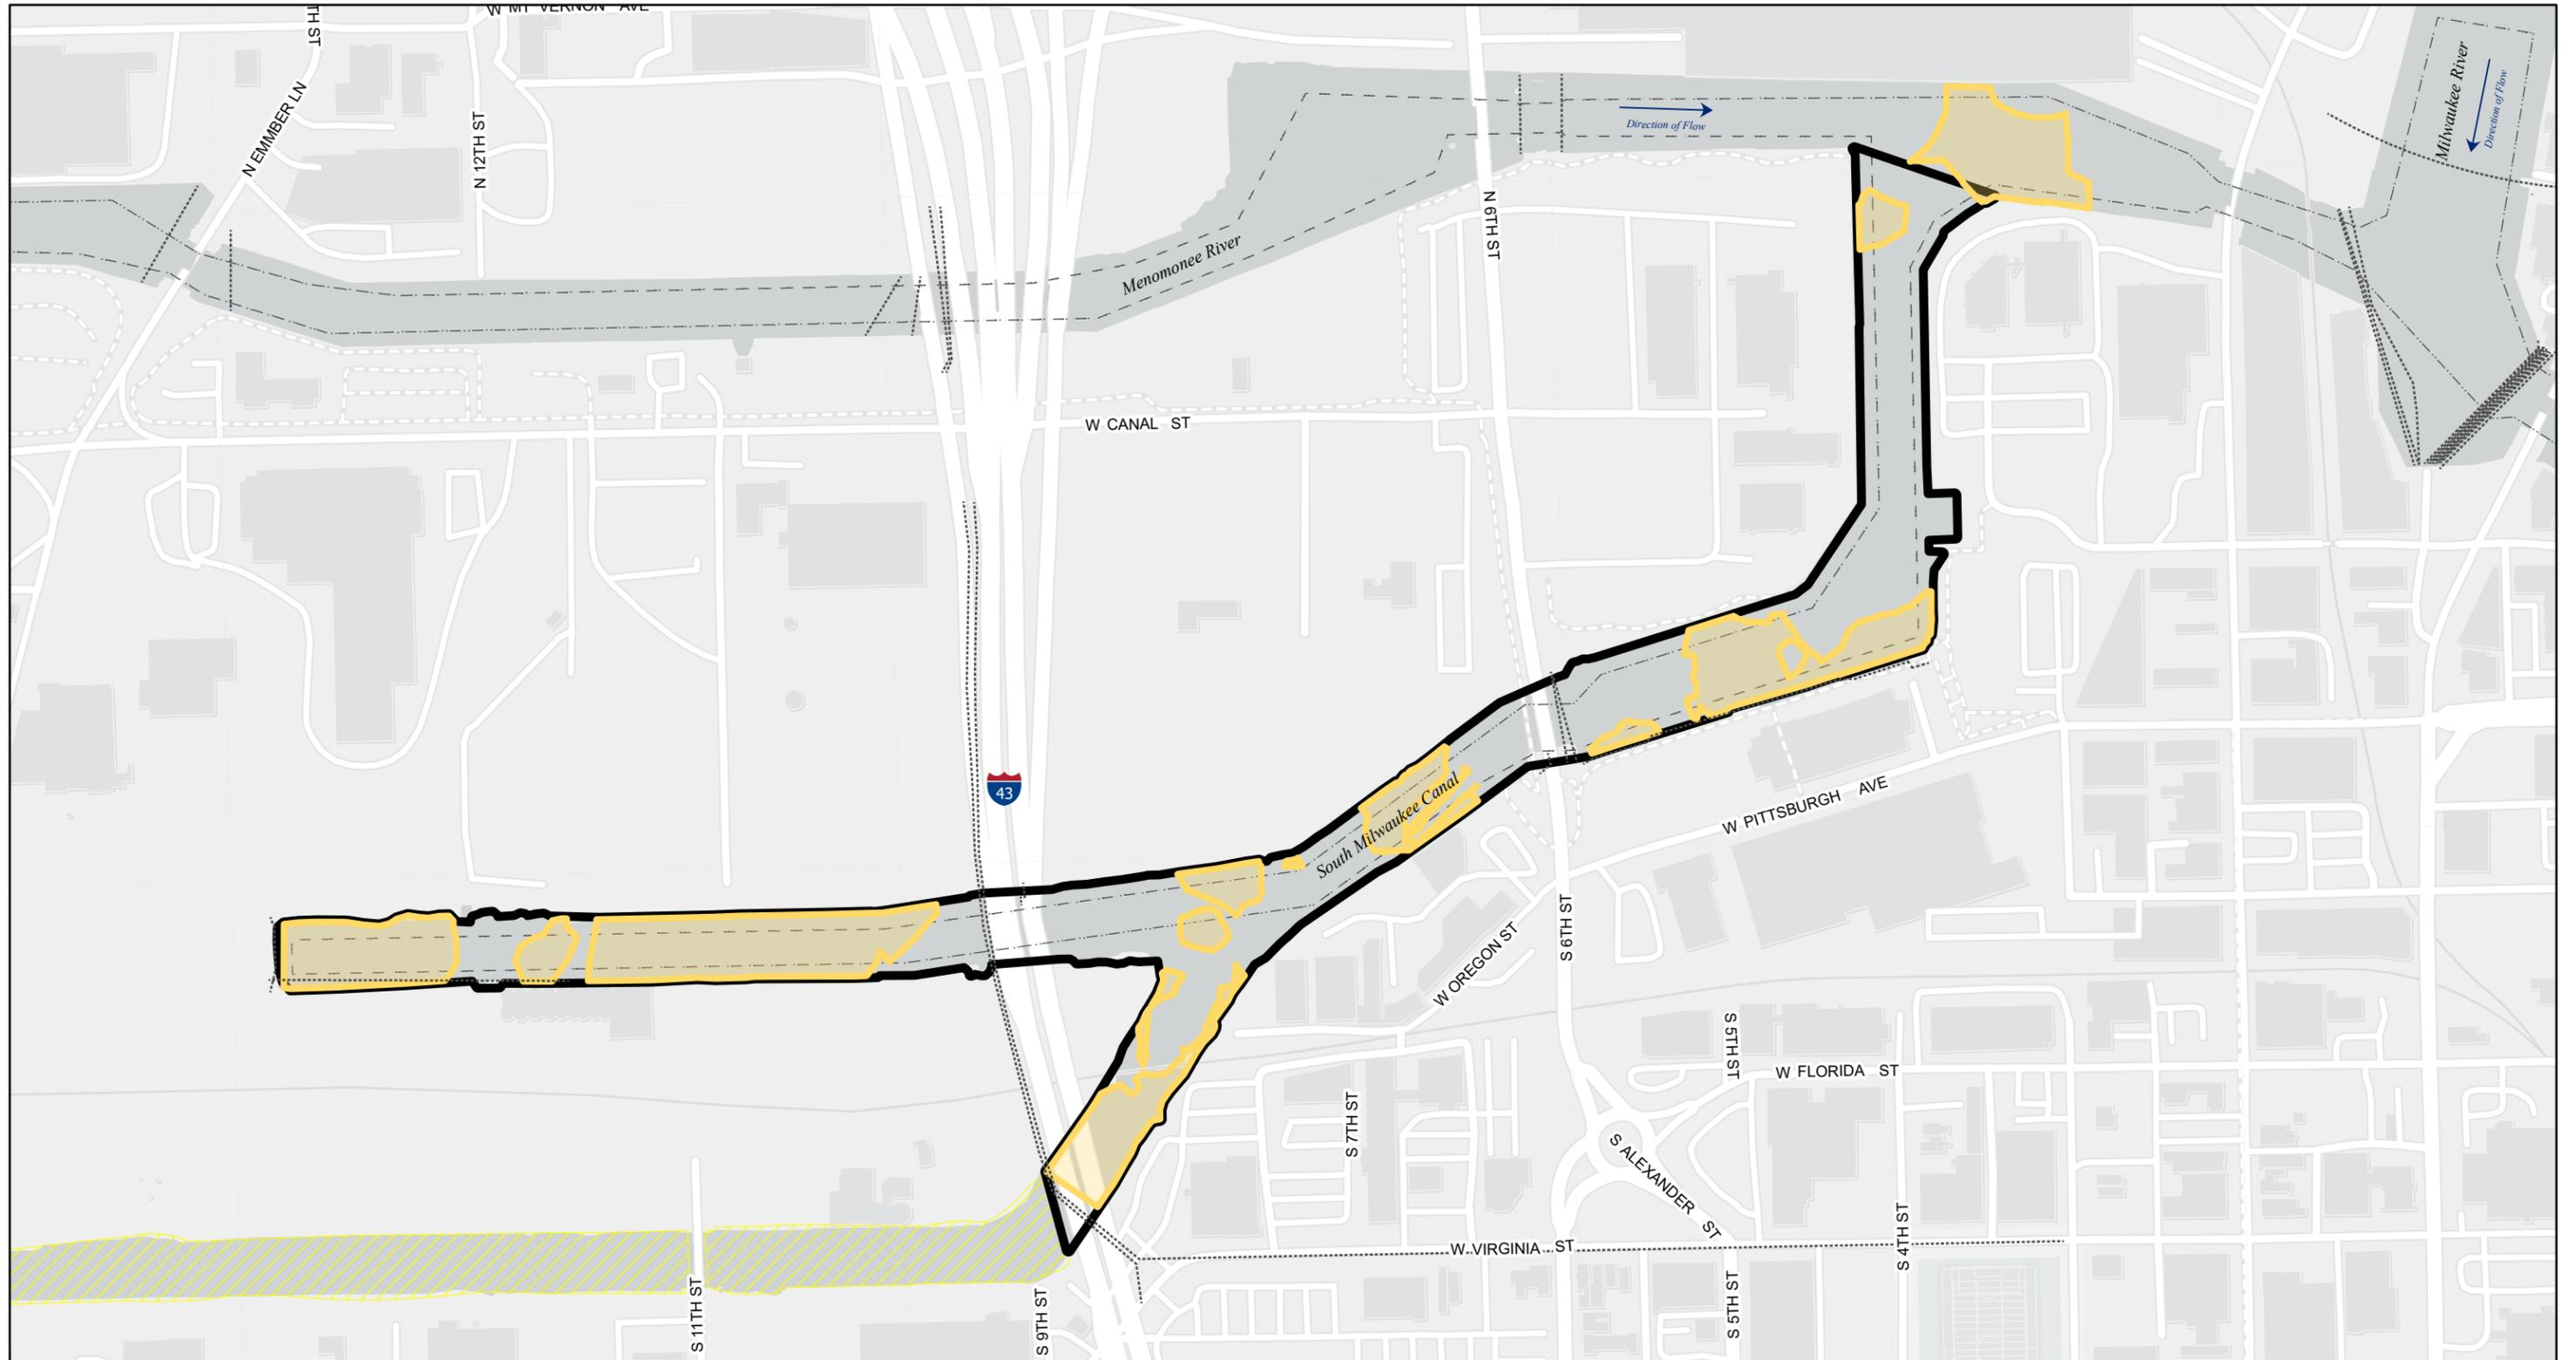 W MT VERNON AVE
TH ST
N EMMBER LN
N 12TH ST
Milwaukee River
Direction of Flow
Direction of Flow
N 6TH ST
Menomonee River
W CANAL ST
43
South Milwaukee Canal
W PITTSBURGH AVE
W OREGON ST
S 6TH ST
S 5TH ST
W FLORIDA ST
S 7TH ST
S ALEXANDER ST
S 4TH ST
W VIRGINIA ST
S 11TH ST
S 9TH ST
S 5TH ST